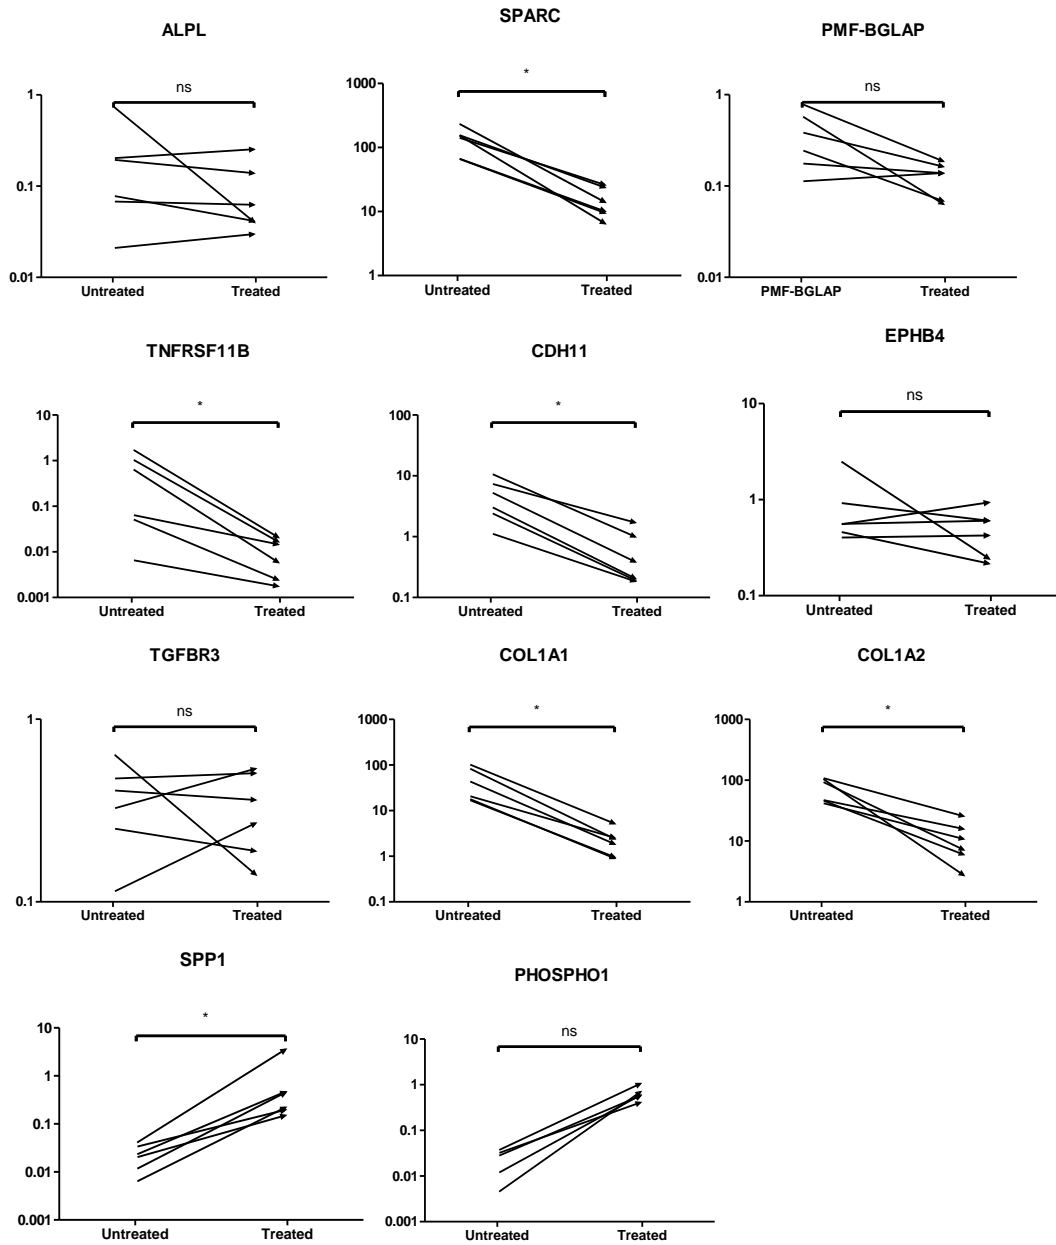 ALPL
ns
1
0.1
0.01
Untreated Treated
SPARC
*
1000
100
10
1
Untreated Treated
PMF-BGLAP
ns
1
0.1
0.01
PMF-BGLAP Treated
TNFRSF11B
*
10
1
0.1
0.01
0.001
Untreated Treated
CDH11
*
100
10
1
0.1
Untreated Treated
EPHB4
ns
10
1
0.1
Untreated Treated
TGFBR3
ns
1
0.1
Untreated Treated
COL1A1
*
1000
100
10
1
0.1
Untreated Treated
COL1A2
*
1000
100
10
1
Untreated Treated
SPP1
*
10
1
0.1
0.01
0.001
Untreated Treated
PHOSPHO1
ns
10
1
0.1
0.01
0.001
Untreated Treated